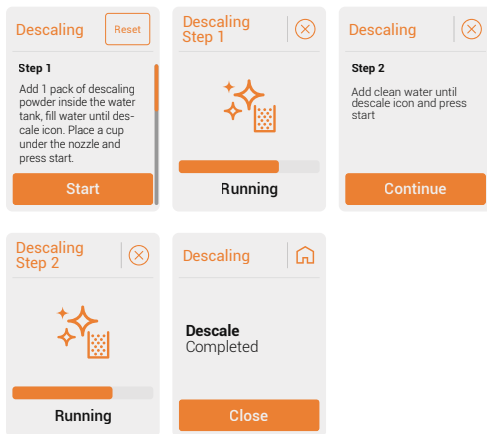 Descaling
Reset
Step 1
Add 1 pack of descaling
powder inside the water
tank, fill water until des-
cale icon. Place a cup
under the nozzle and
press start.
Start
Descaling
Step 1
Running
Descaling
Step 2
Add clean water until
descale icon and press
start
Continue
Descaling
Step 2
Running
Descaling
Descale
Completed
Close